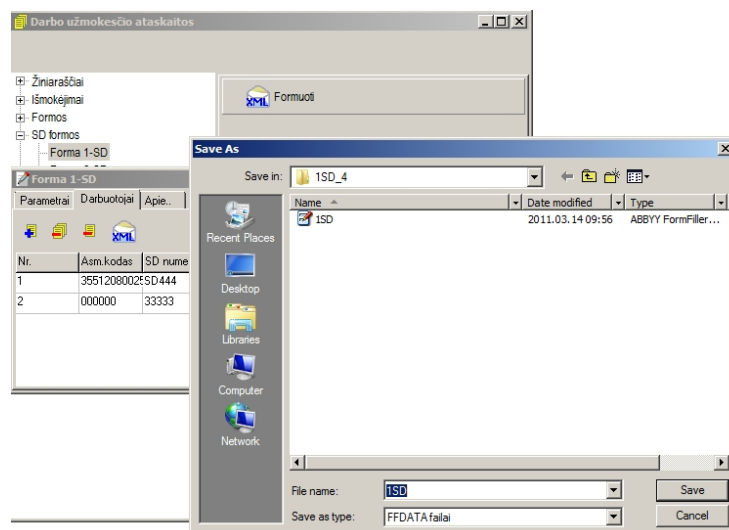 Darbo užmokesčio ataskaitos
Žiniaraščiai
Išmokėjimai
Formos
SD formos
Forma 1-SD
XML Formuoti
Forma 1-SD
Parametrai Darbuotojai Apie..
XML
Nr. Asm.kodas SD nume
1 35512080025 SD444
2 000000 33333
Save As
Save in: 1SD_4
Recent Places
Desktop
Libraries
Computer
Network
Name Date modified Type
1SD 2011.03.14 09:56 ABBYY FormFiller...
File name: 1SD Save
Save as type: FFDATA failai Cancel